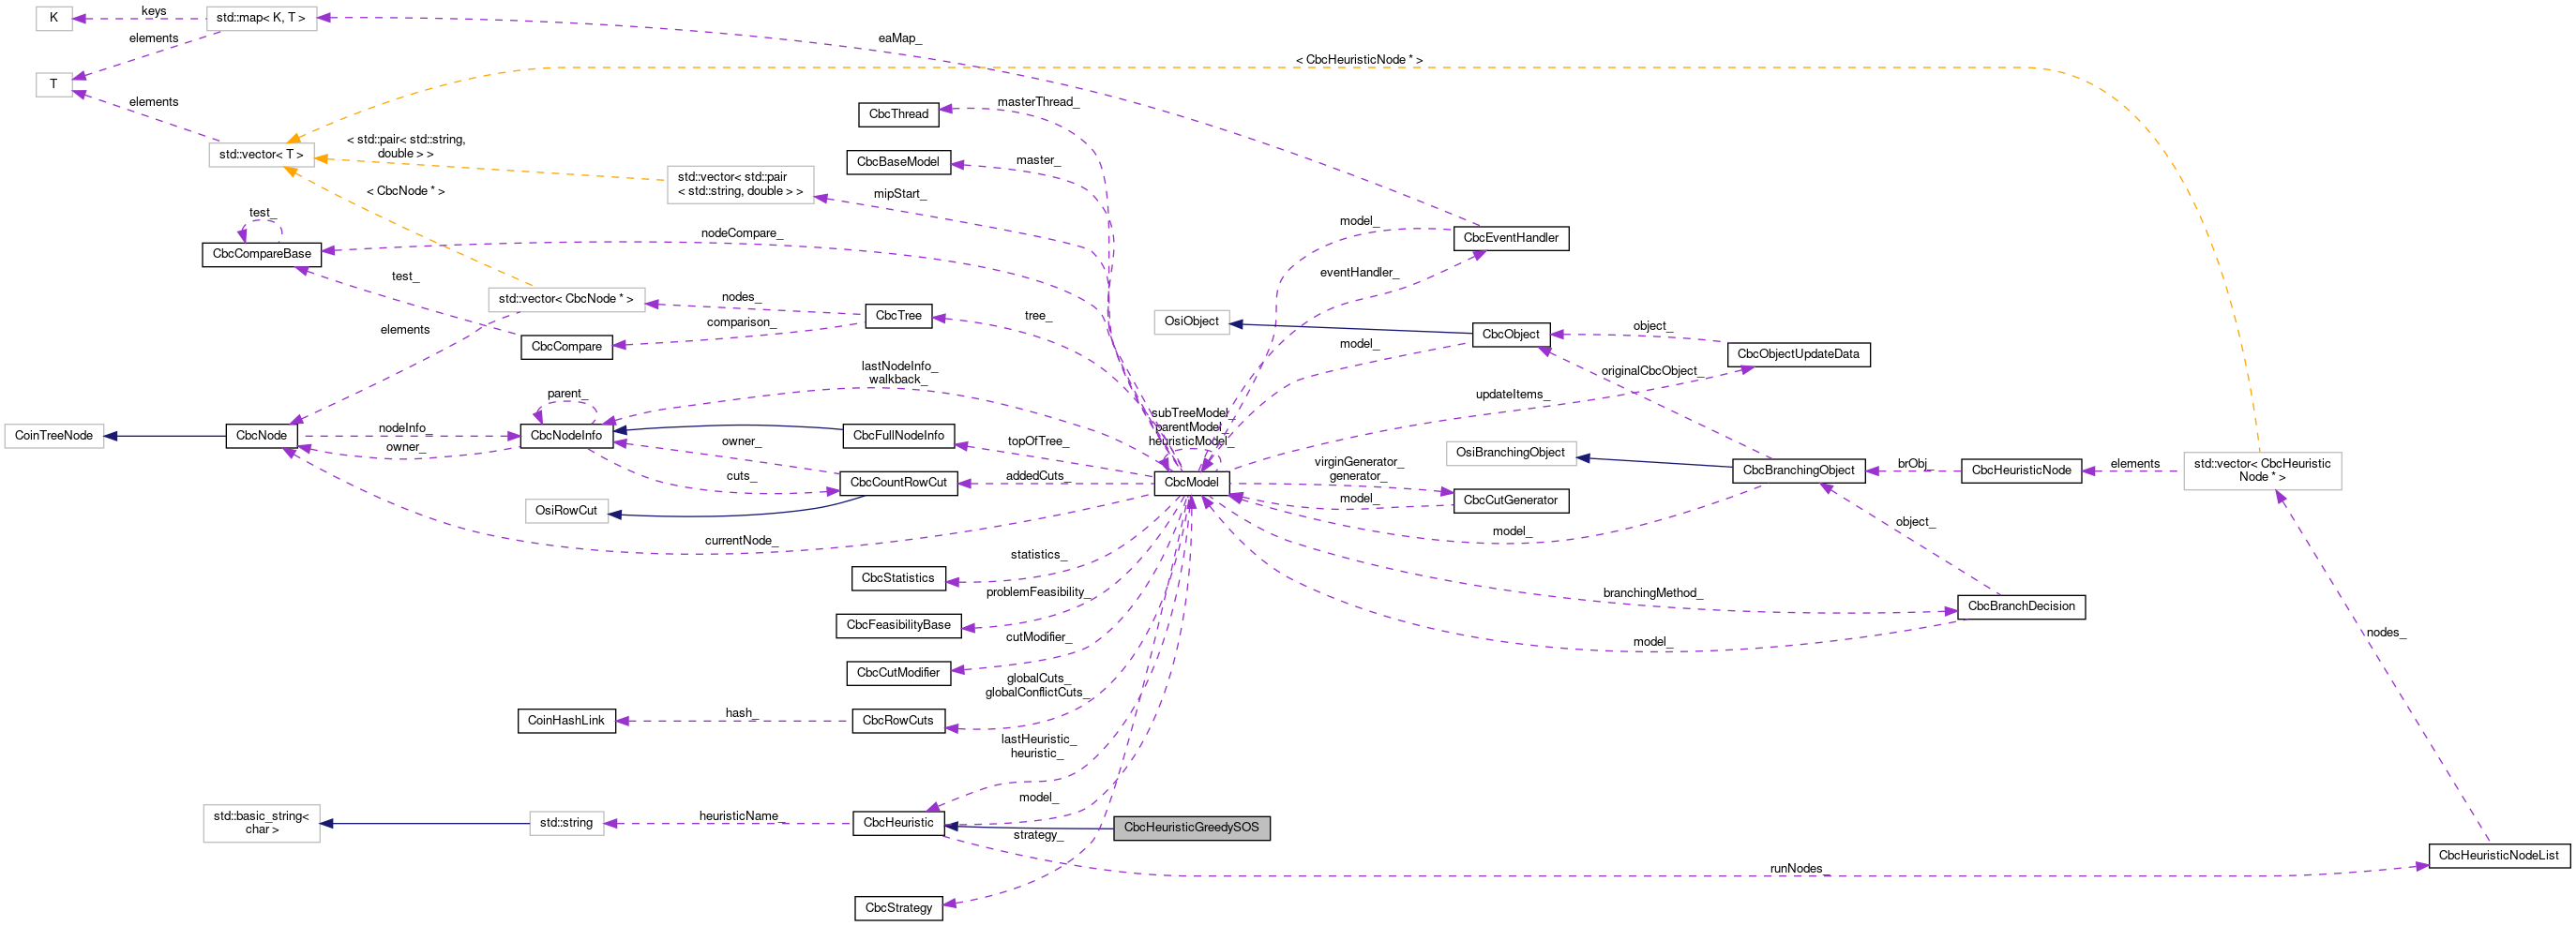 K
keys
std::map< K, T >
elements
eaMap_
< CbcHeuristicNode * >
T
elements
masterThread_
CbcThread
< std::pair< std::string,
double > >
std::vector< T >
master_
CbcBaseModel
std::vector< std::pair
< std::string, double > >
< CbcNode * >
mipStart_
test_
nodeCompare_
model_
CbcEventHandler
CbcCompareBase
test_
eventHandler_
std::vector< CbcNode * >
nodes_
CbcTree
tree_
comparison_
OsiObject
CbcObject
object_
elements
CbcCompare
model_
CbcObjectUpdateData
lastNodeInfo_
walkback_
originalCbcObject_
parent_
updateItems_
subTreeModel_
parentModel_
heuristicModel_
CoinTreeNode
CbcNode
nodeInfo_
owner_
CbcNodeInfo
owner_
CbcFullNodeInfo
topOfTree_
OsiBranchingObject
cuts_
CbcCountRowCut
addedCuts_
CbcModel
virginGenerator_
generator_
model_
CbcCutGenerator
CbcBranchingObject
brObj_
CbcHeuristicNode
elements
std::vector< CbcHeuristic
Node * >
OsiRowCut
currentNode_
model_
object_
statistics_
CbcStatistics
problemFeasibility_
branchingMethod_
CbcBranchDecision
CbcFeasibilityBase
cutModifier_
model_
nodes_
CbcCutModifier
globalCuts_
globalConflictCuts_
CoinHashLink
hash_
CbcRowCuts
lastHeuristic_
heuristic_
model_
std::basic_string<
char >
std::string
heuristicName_
CbcHeuristic
CbcHeuristicGreedySOS
strategy_
runNodes_
CbcHeuristicNodeList
CbcStrategy